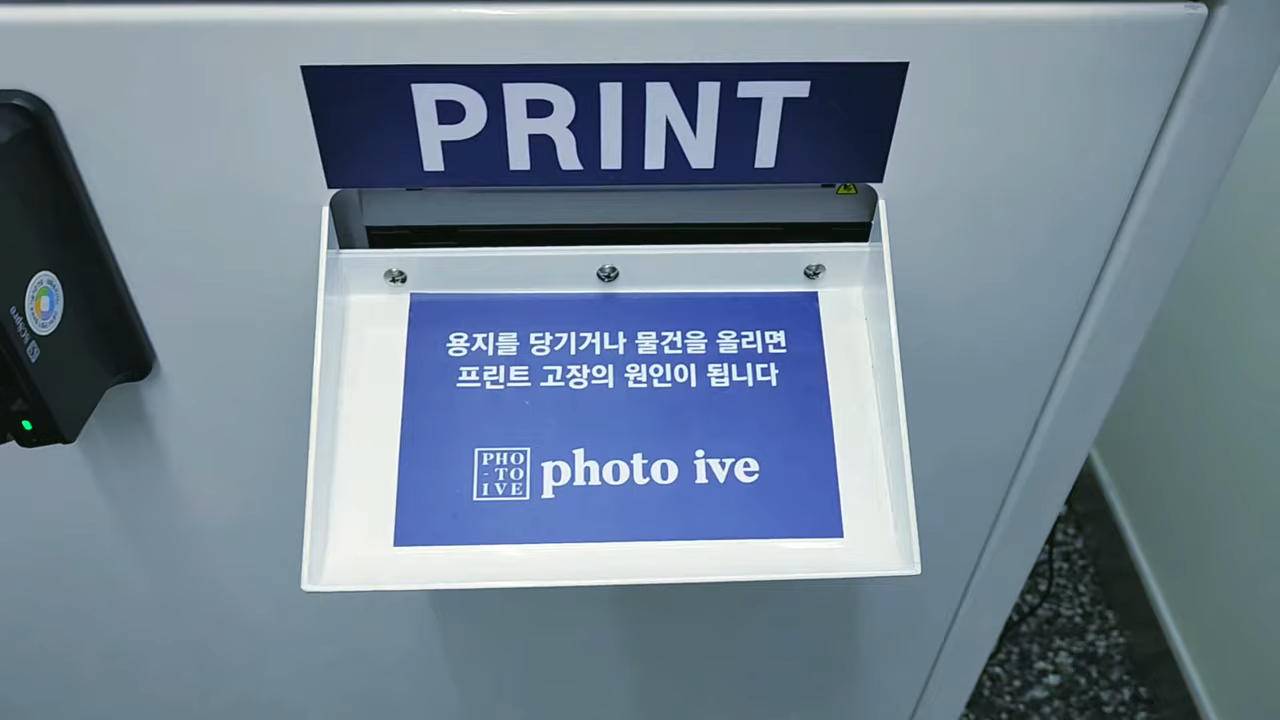 PRINT
용지를 당기거나 물건을 올리면
프린트 고장의 원인이 됩니다
PHO
-TO
IVE
photo ive